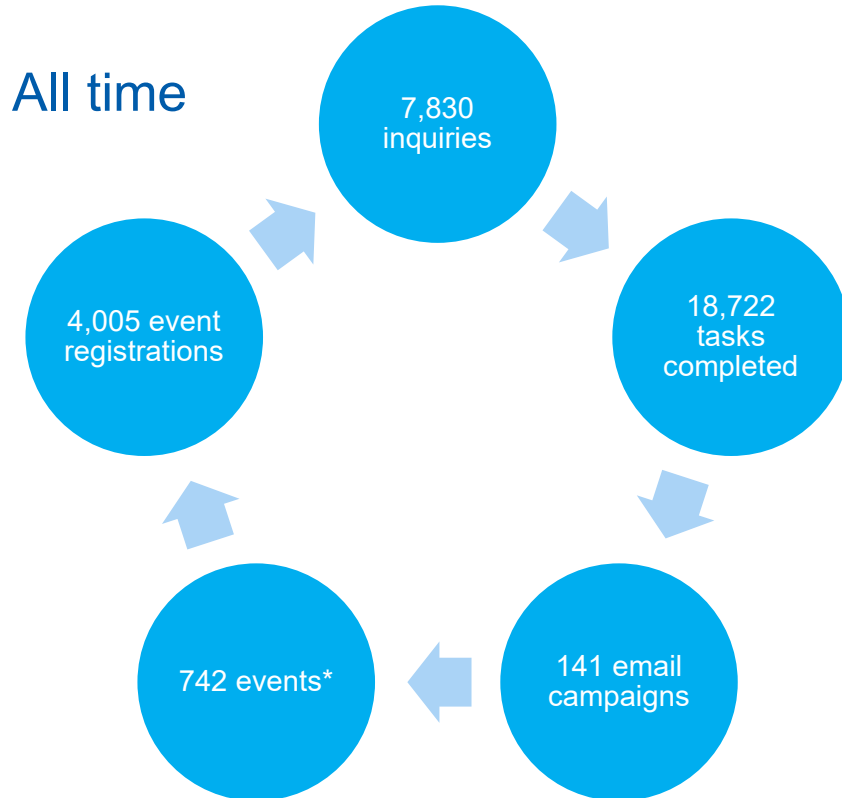 All time
7,830
inquiries
18,722
tasks
completed
141 email
campaigns
742 events*
4,005 event
registrations